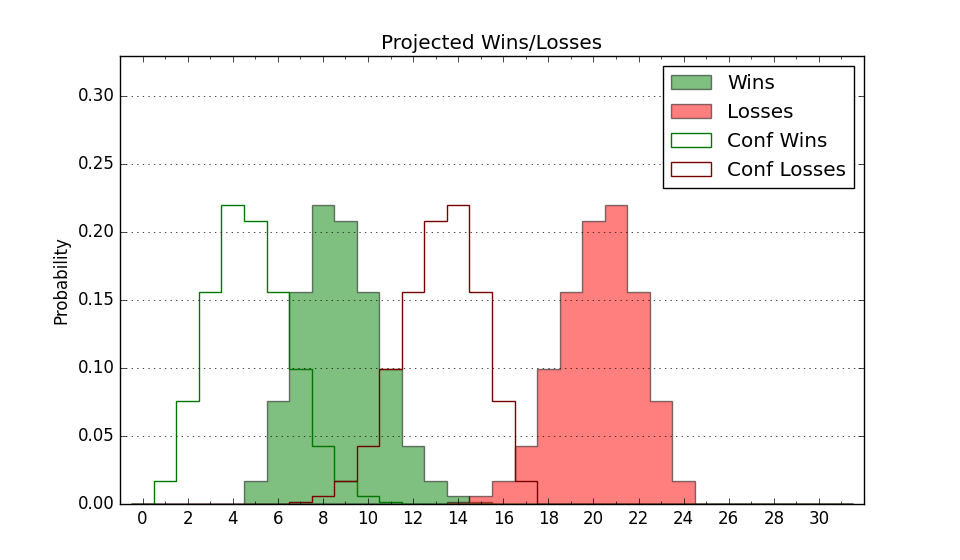 Projected Wins/Losses
Wins
Losses
Conf Wins
Conf Losses
Probability
0.30
0.25
0.20
0.15
0.10
0.05
0.00
0 2 4 6 8 10 12 14 16 18 20 22 24 26 28 30